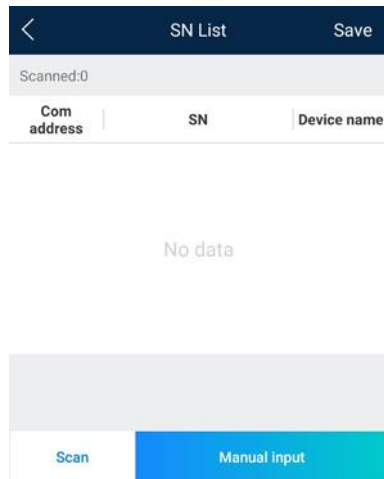 SN List
Save
Scanned:0
Com
address
SN
Device name
No data
Scan
Manual input